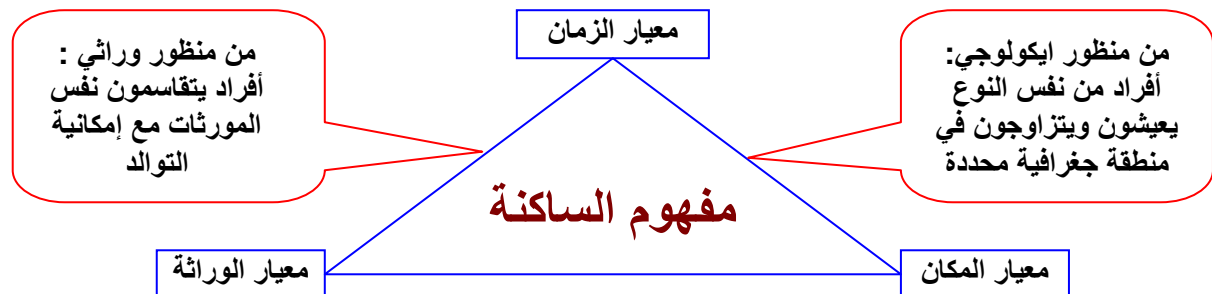 معيار الزمان
من منظور ايكولوجي:
أفراد من نفس النوع
يعيشون ويتزاوجون في
منطقة جغرافية محددة
من منظور وراثي :
أفراد يتقاسمون نفس
المورثات مع إمكانية
التوالد
مفهوم الساكنة
معيار المكان
معيار الوراثة